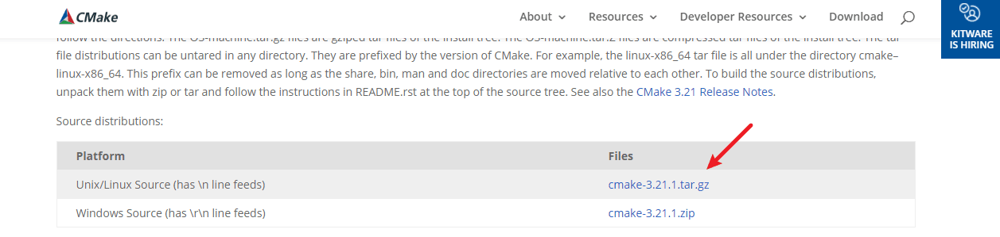 CMake
About
Resources
Developer Resources
Download
KITWARE
IS HIRING
follow the directions. The OS-machine.tar.gz files are gziped tar files of the install tree. The OS-machine.tar.Z files are compressed tar files of the install tree. The tar
file distributions can be untared in any directory. They are prefixed by the version of CMake. For example, the linux-x86_64 tar file is all under the directory cmake–
linux-x86_64. This prefix can be removed as long as the share, bin, man and doc directories are moved relative to each other. To build the source distributions,
unpack them with zip or tar and follow the instructions in README.rst at the top of the source tree. See also the CMake 3.21 Release Notes.
Source distributions:
Platform Files
Unix/Linux Source (has \n line feeds) cmake-3.21.1.tar.gz
Windows Source (has \r\n line feeds) cmake-3.21.1.zip